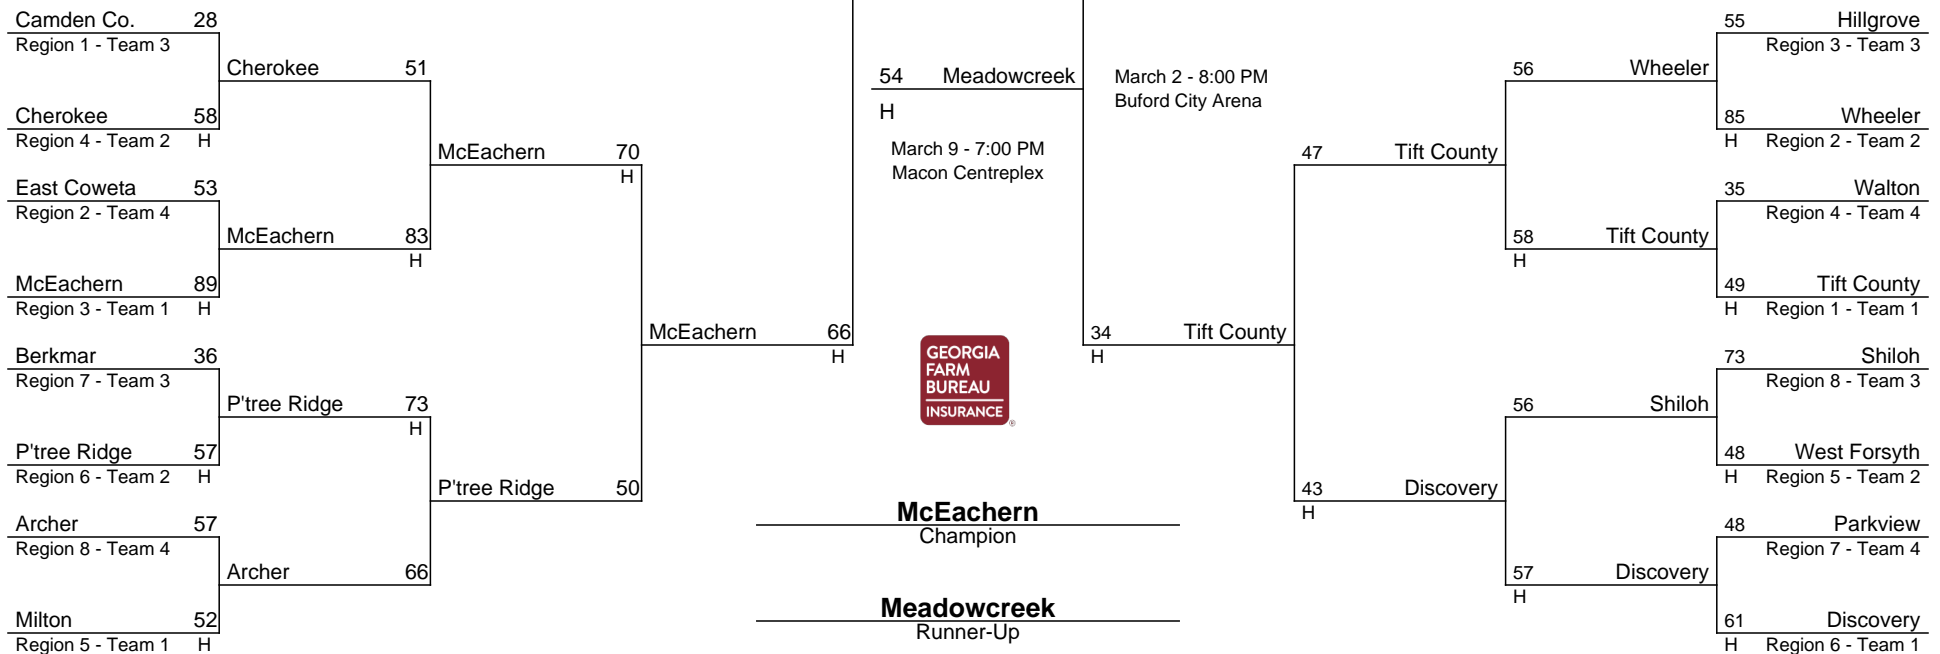 Camden Co. 28
Region 1 - Team 3
Cherokee 51
Cherokee 58
Region 4 - Team 2 H
McEachern 70
H
East Coweta 53
Region 2 - Team 4
McEachern 83
H
McEachern 89
Region 3 - Team 1 H
McEachern 66
H
Berkmar 36
Region 7 - Team 3
P'tree Ridge 73
H
P'tree Ridge 57
Region 6 - Team 2 H
P'tree Ridge 50
Archer 57
Region 8 - Team 4
Archer 66
Milton 52
Region 5 - Team 1 H
54 Meadowcreek
H
March 9 - 7:00 PM
Macon Centreplex
March 2 - 8:00 PM
Buford City Arena
GEORGIA
FARM
BUREAU
INSURANCE
®
McEachern
Champion
Meadowcreek
Runner-Up
34 Tift County
H
47 Tift County
43 Discovery
H
56 Wheeler
58 Tift County
H
56 Shiloh
57 Discovery
H
55 Hillgrove
Region 3 - Team 3
85 Wheeler
H Region 2 - Team 2
35 Walton
Region 4 - Team 4
49 Tift County
H Region 1 - Team 1
73 Shiloh
Region 8 - Team 3
48 West Forsyth
H Region 5 - Team 2
48 Parkview
Region 7 - Team 4
61 Discovery
H Region 6 - Team 1